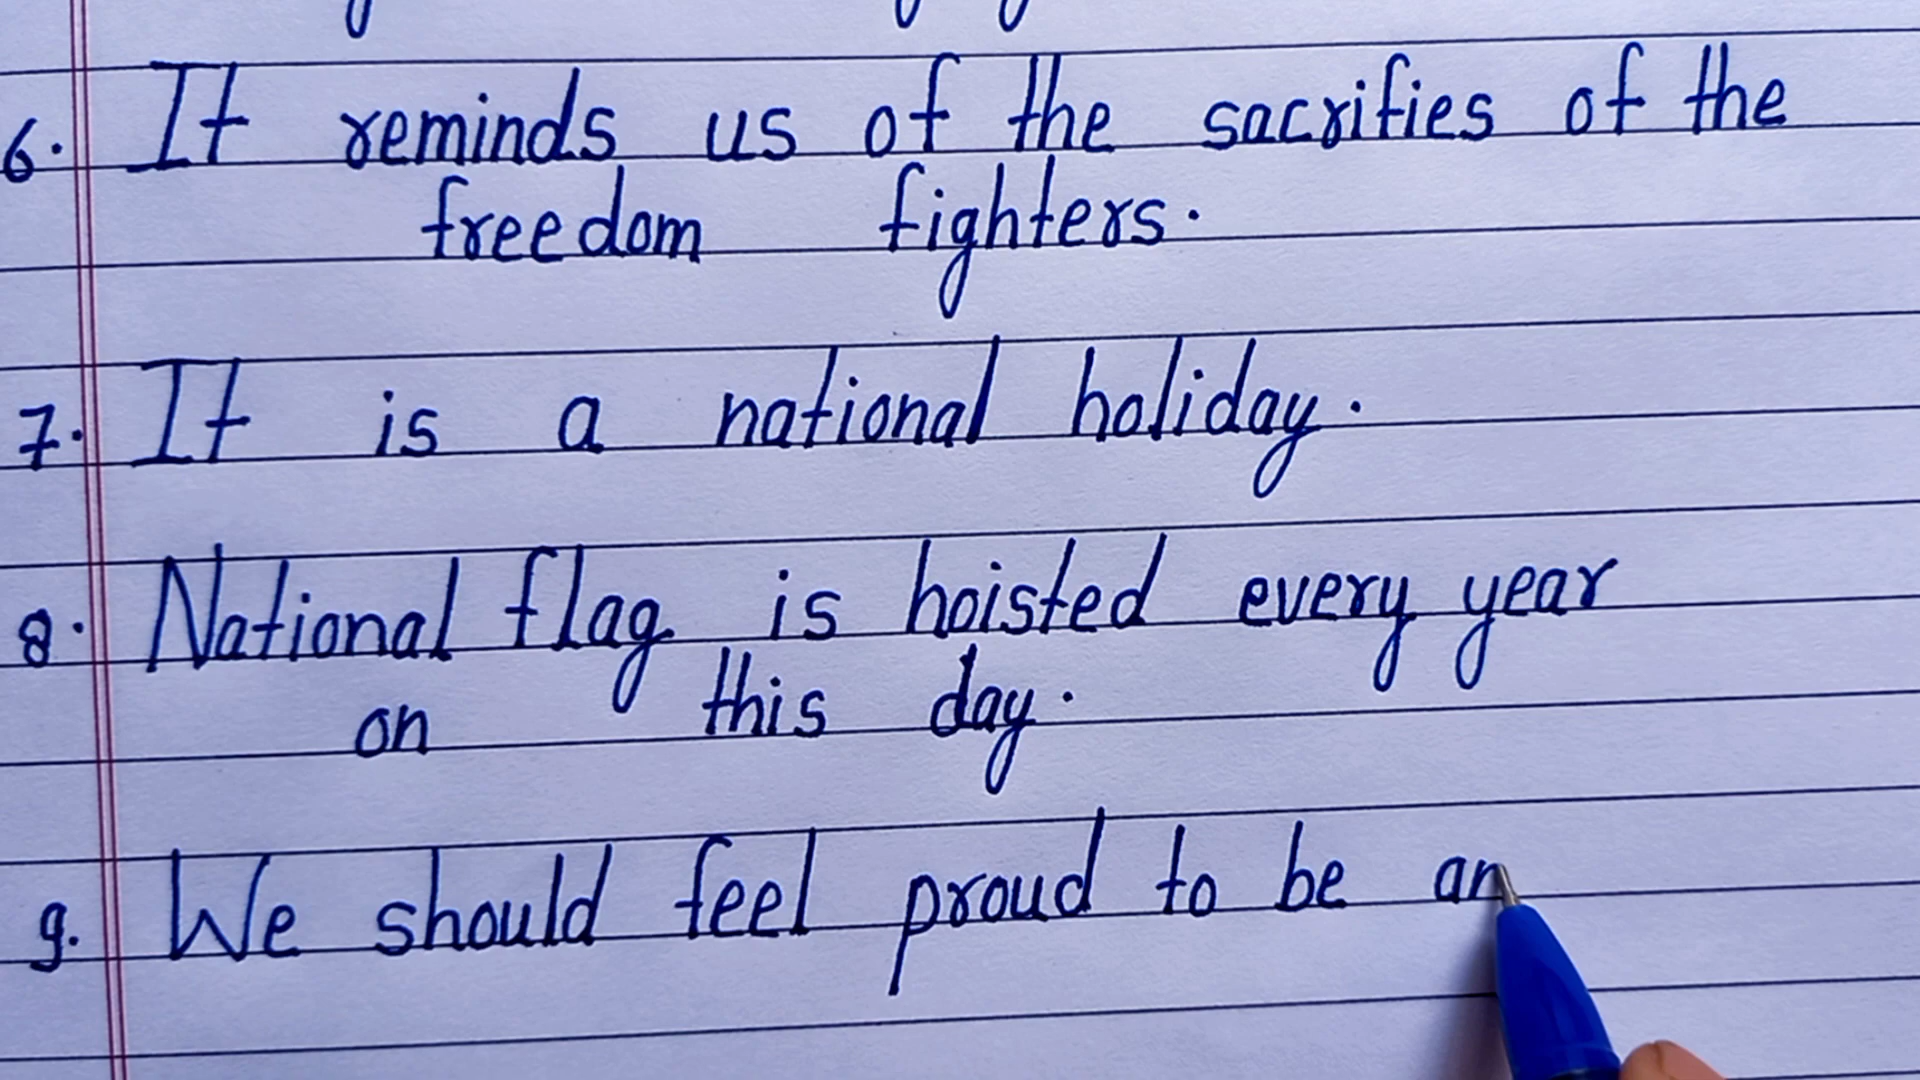 6. It reminds us of the sacrifies of the
freedom fighters.
7. It is a national holiday.
8. National flag is hoisted every year
on this day.
9. We should feel proud to be an